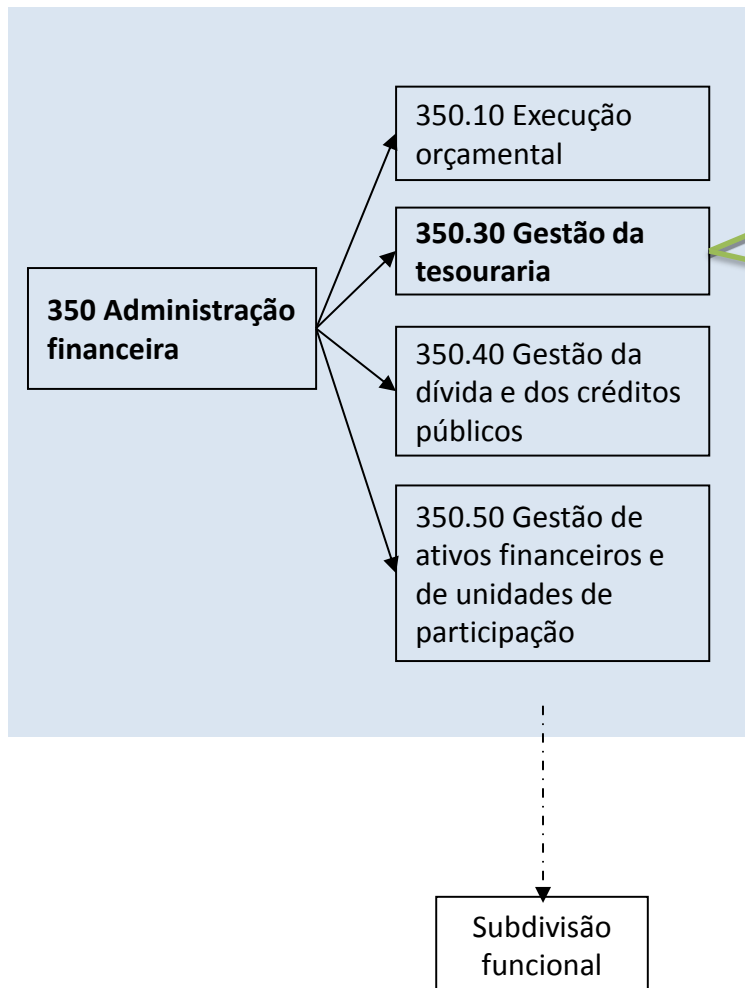 350.10 Execução
orçamental
350.30 Gestão da
tesouraria
350 Administração
financeira
350.40 Gestão da
dívida e dos créditos
públicos
350.50 Gestão de
ativos financeiros e
de unidades de
participação
Subdivisão
funcional